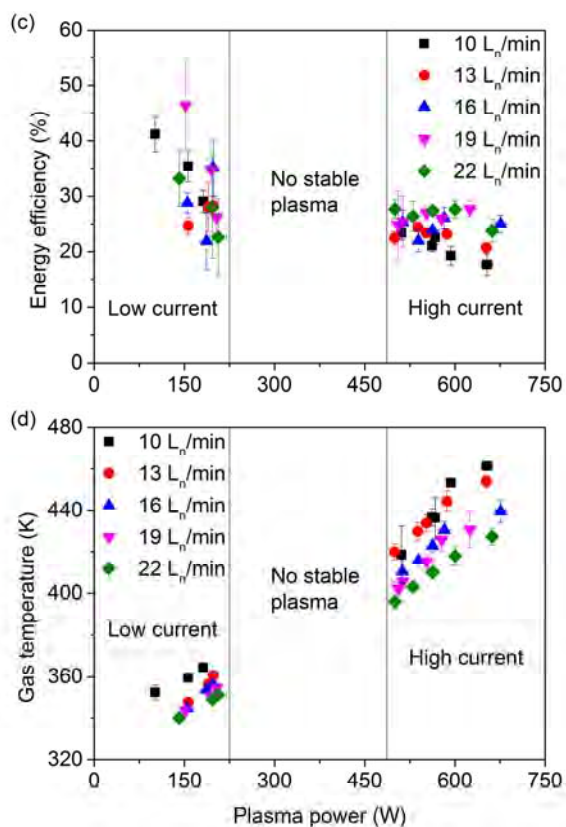 (c)
60
50
40
30
20
10
0
Energy efficiency (%)
10 Lₙ/min
13 Lₙ/min
16 Lₙ/min
19 Lₙ/min
22 Lₙ/min
No stable
plasma
Low current
High current
0 150 300 450 600 750
(d)
480
440
400
360
320
Gas temperature (K)
10 Lₙ/min
13 Lₙ/min
16 Lₙ/min
19 Lₙ/min
22 Lₙ/min
No stable
plasma
Low current
High current
0 150 300 450 600 750
Plasma power (W)